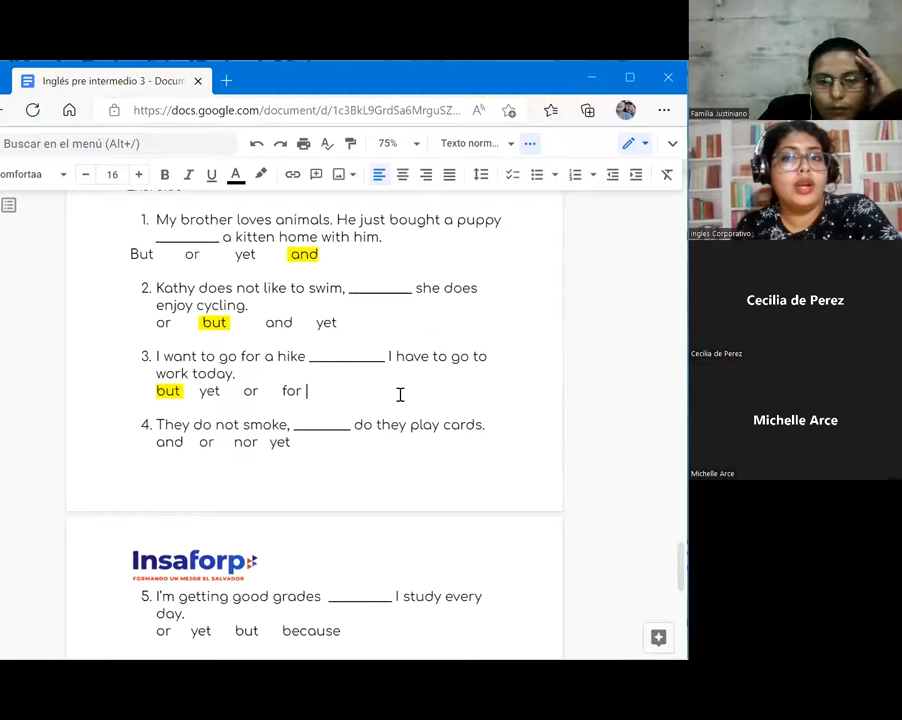 Inglés pre intermedio 3 - Docum
https://docs.google.com/document/d/1c3BkL9GrdSa6MrguSZ...
Buscar en el menú (Alt+/)
75%
Texto norm...
omfortaa
16
1. My brother loves animals. He just bought a puppy
_________ a kitten home with him.
But or yet and
2. Kathy does not like to swim, _________ she does
enjoy cycling.
or but and yet
3. I want to go for a hike ___________ I have to go to
work today.
but yet or for
4. They do not smoke, ________ do they play cards.
and or nor yet
Insaforp
FORMANDO UN MEJOR EL SALVADOR
5. I'm getting good grades _________ I study every
day.
or yet but because
Familia Justiniano
Ingles Corporativo
Cecilia de Perez
Cecilia de Perez
Michelle Arce
Michelle Arce